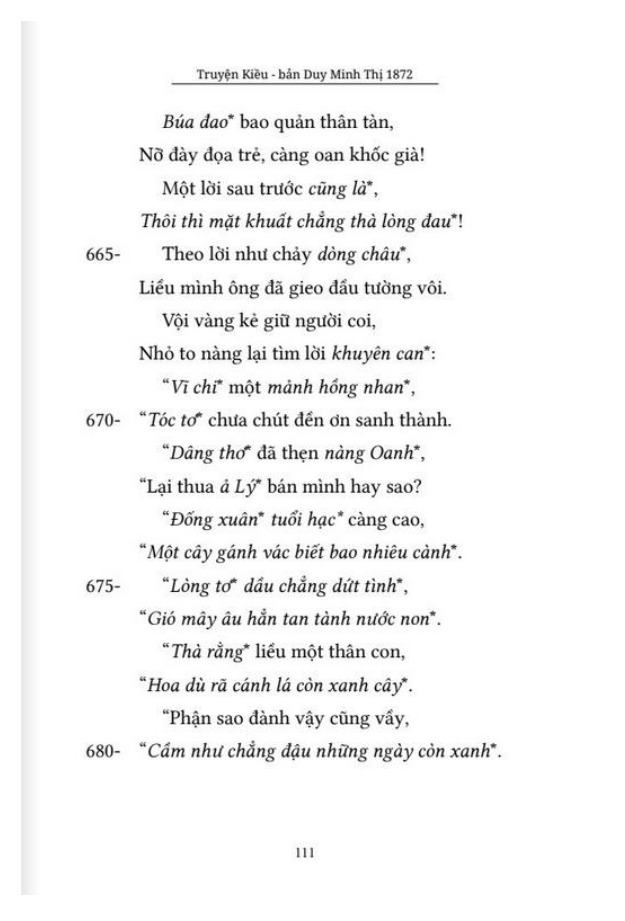 Truyện Kiều - bản Duy Minh Thị 1872
Búa đao* bao quản thân tàn,
Nỡ đày đọa trẻ, càng oan khốc già!
Một lời sau trước cũng là*,
Thôi thì mặt khuất chẳng thà lòng đau*!
665- Theo lời như chảy dòng châu*,
Liều mình ông đã gieo đầu tường vôi.
Vội vàng kẻ giữ người coi,
Nhỏ to nàng lại tìm lời khuyên can*:
“Vĩ chi* một mảnh hồng nhan*,
670- “Tóc tơ* chưa chút đền ơn sanh thành.
“Dâng thơ* đã thẹn nàng Oanh*,
“Lại thua ả Lý* bán mình hay sao?
“Đống xuân* tuổi hạc* càng cao,
“Một cây gánh vác biết bao nhiêu cành*.
675- “Lòng tơ* dầu chẳng dứt tình*,
“Gió mây âu hẳn tan tành nước non*.
“Thà rằng* liều một thân con,
“Hoa dù rã cánh lá còn xanh cây*.
“Phận sao đành vậy cũng vầy,
680- “Cầm như chẳng đậu những ngày còn xanh*.
111